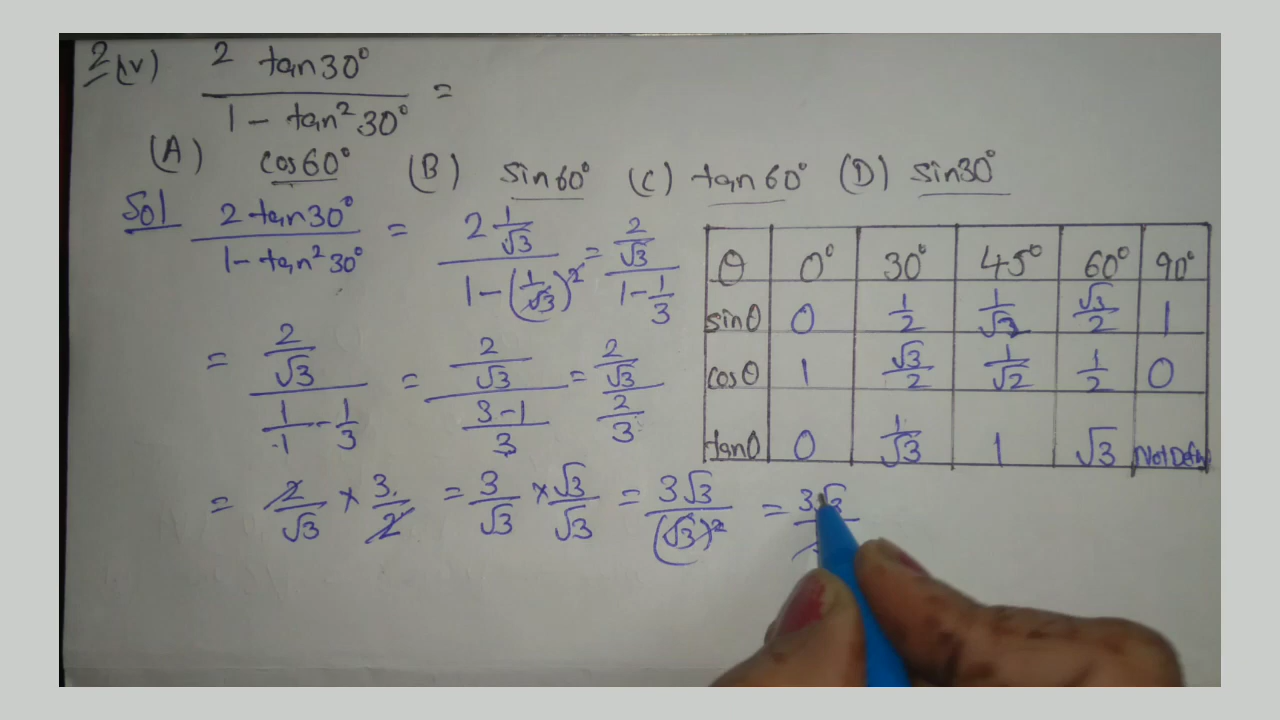 2(iv) 2 tan30° / 1 - tan²30° =
(A) cos60° (B) sin60° (C) tan60° (D) sin30°
Sol 2 tan30° / 1 - tan²30° = 2 1/√3 / 1 - (1/√3)² = 2/√3 / 1 - 1/3
= 2/√3 / 1/1 - 1/3 = 2/√3 / 3-1/3 = 2/√3 / 2/3
= 2/√3 × 3/2 = 3/√3 × √3/√3 = 3√3/(√3)² = 3√3
θ 0° 30° 45° 60° 90°
sinθ 0 1/2 √3/2 1
cosθ 1 √3/2 1/√2 1/2 0
tanθ 0 1/√3 1 √3 Not